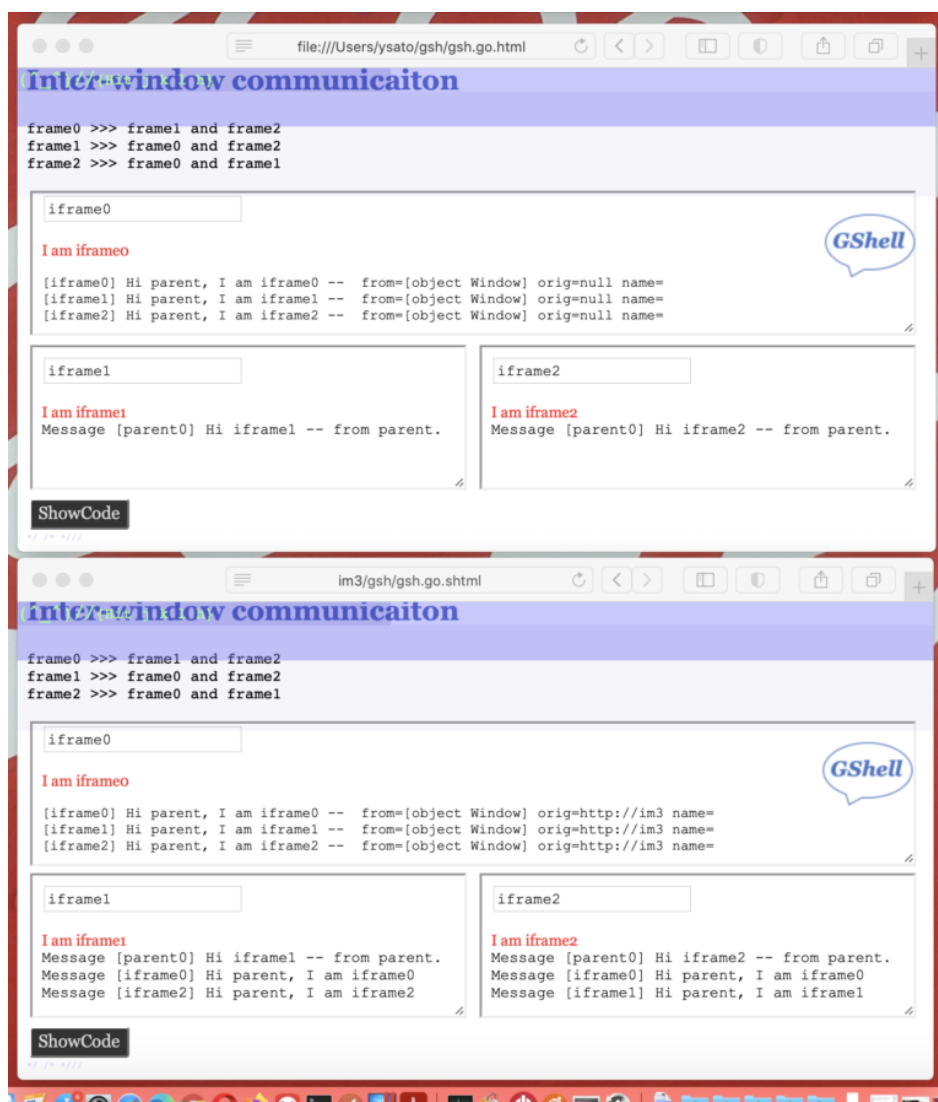 file:///Users/ysato/gsh/gsh.go.html
Inter-window communicaiton
frame0 >>> frame1 and frame2
frame1 >>> frame0 and frame2
frame2 >>> frame0 and frame1
iframe0
GShell
I am iframe0
[iframe0] Hi parent, I am iframe0 --  from=[object Window] orig=null name=
[iframe1] Hi parent, I am iframe1 --  from=[object Window] orig=null name=
[iframe2] Hi parent, I am iframe2 --  from=[object Window] orig=null name=
iframe1
I am iframe1
Message [parent0] Hi iframe1 -- from parent.
iframe2
I am iframe2
Message [parent0] Hi iframe2 -- from parent.
ShowCode
*/ /* *///
im3/gsh/gsh.go.shtml
Inter-window communicaiton
frame0 >>> frame1 and frame2
frame1 >>> frame0 and frame2
frame2 >>> frame0 and frame1
iframe0
GShell
I am iframe0
[iframe0] Hi parent, I am iframe0 --  from=[object Window] orig=http://im3 name=
[iframe1] Hi parent, I am iframe1 --  from=[object Window] orig=http://im3 name=
[iframe2] Hi parent, I am iframe2 --  from=[object Window] orig=http://im3 name=
iframe1
I am iframe1
Message [parent0] Hi iframe1 -- from parent.
Message [iframe0] Hi parent, I am iframe0
Message [iframe2] Hi parent, I am iframe2
iframe2
I am iframe2
Message [parent0] Hi iframe2 -- from parent.
Message [iframe0] Hi parent, I am iframe0
Message [iframe1] Hi parent, I am iframe1
ShowCode
*/ /* *///